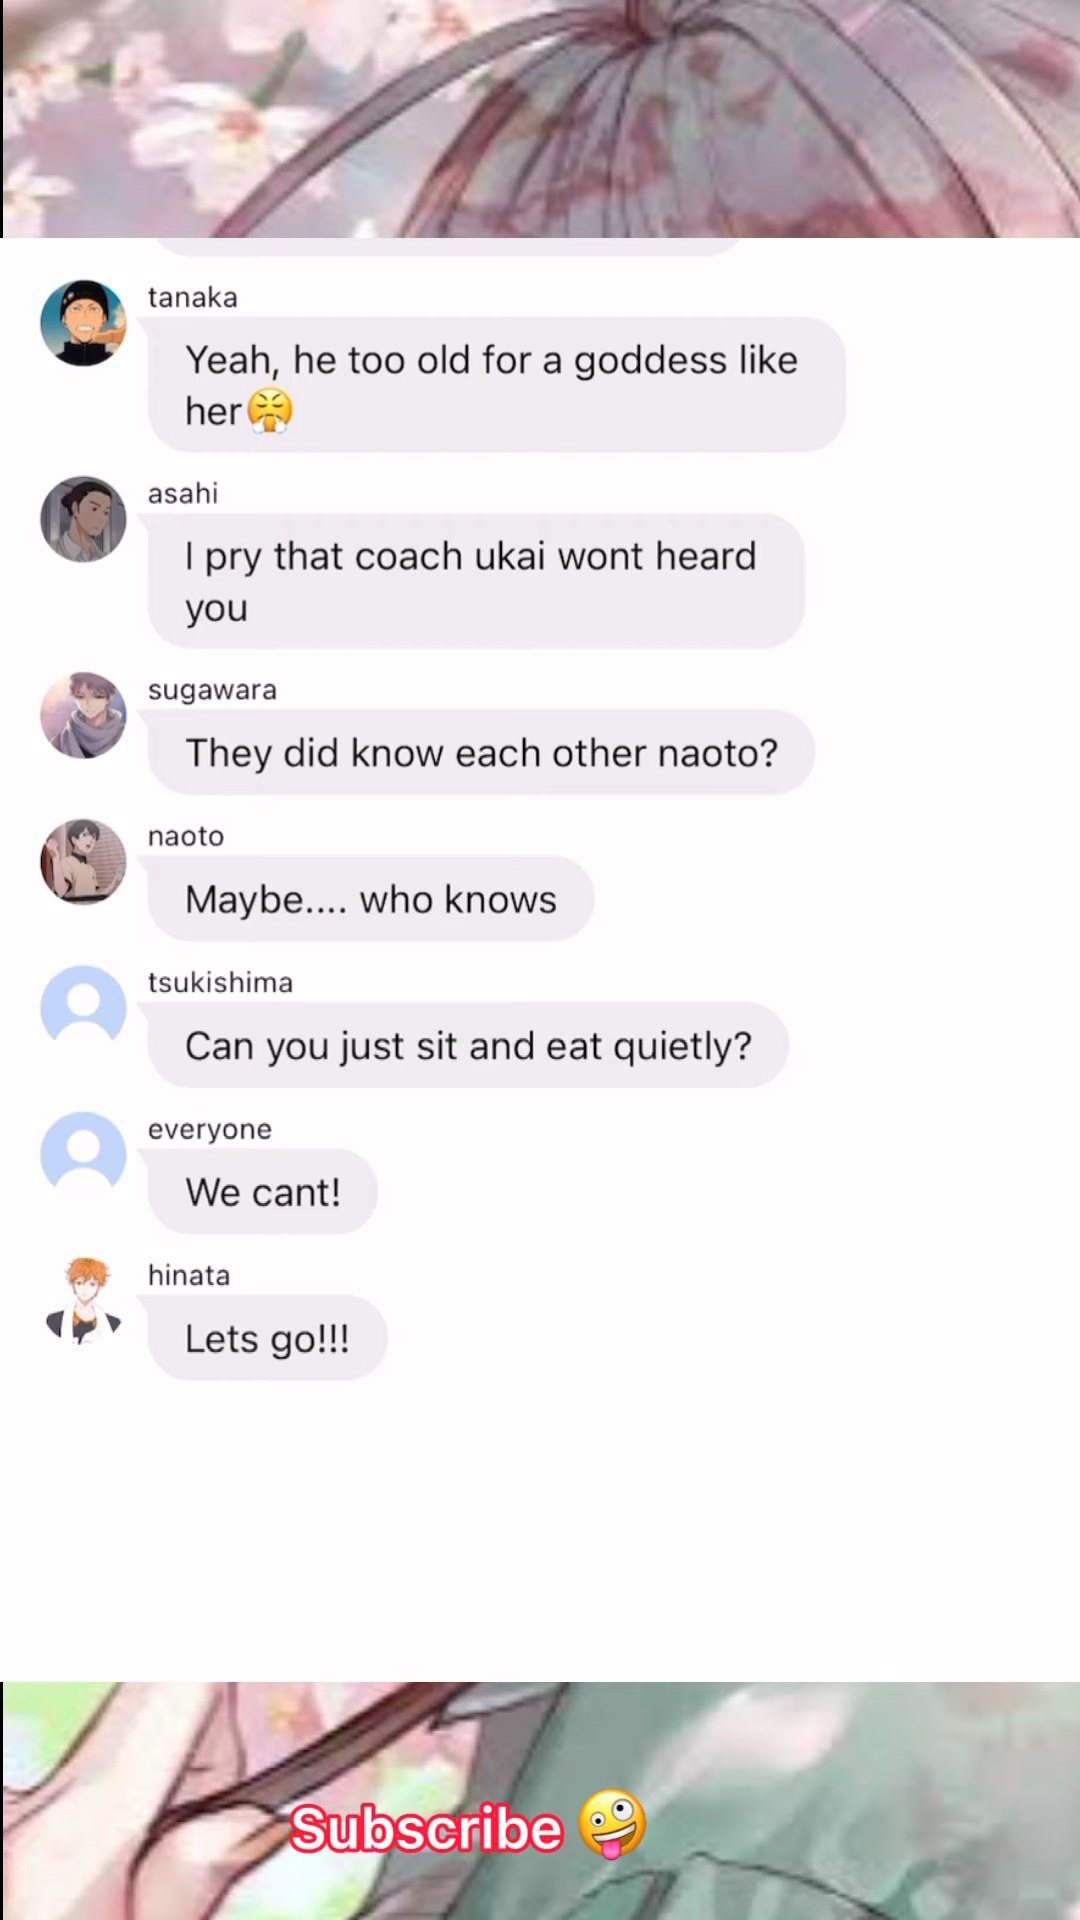 tanaka
Yeah, he too old for a goddess like
her😤
asahi
I pry that coach ukai wont heard
you
sugawara
They did know each other naoto?
naoto
Maybe.... who knows
tsukishima
Can you just sit and eat quietly?
everyone
We cant!
hinata
Lets go!!!
Subscribe 🤪